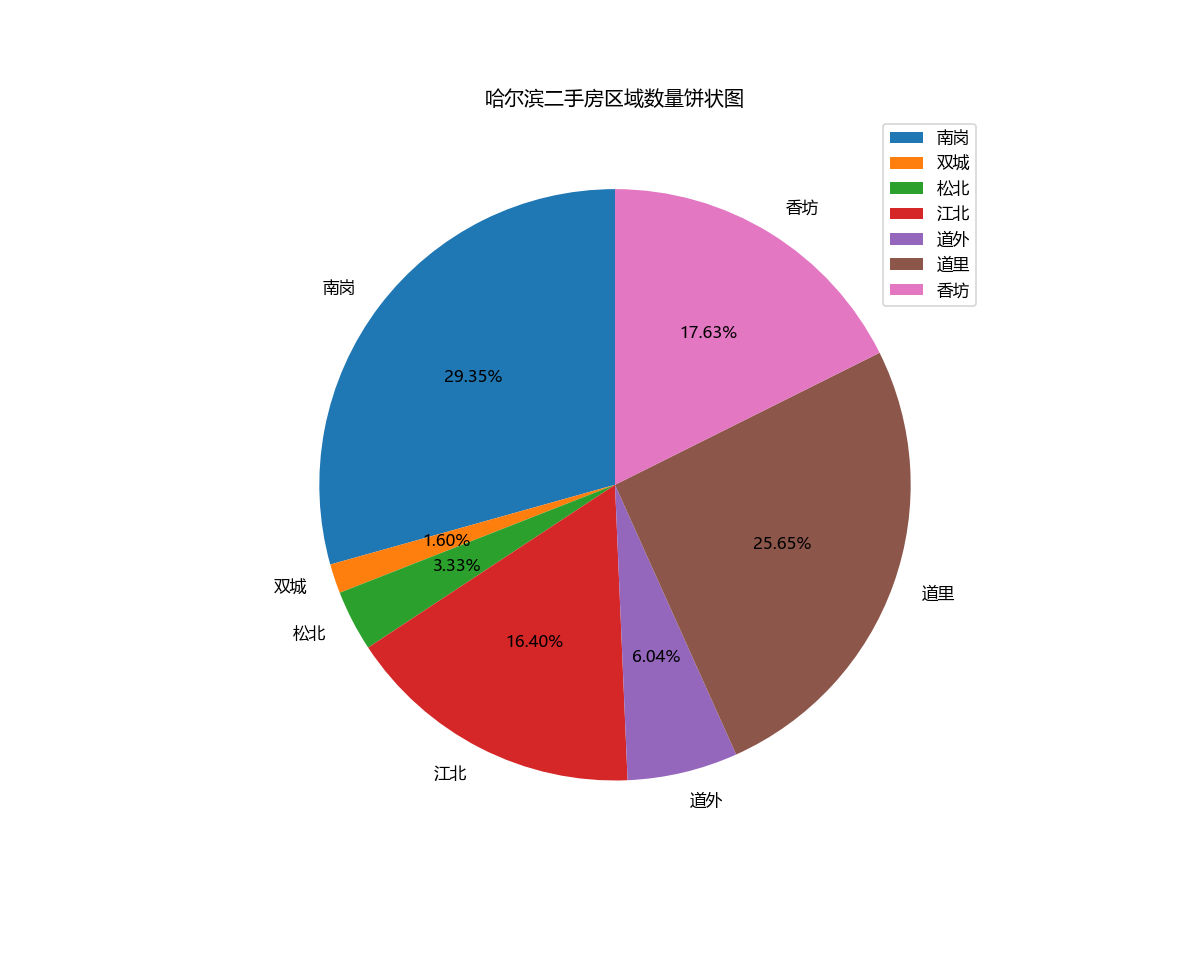 哈尔滨二手房区域数量饼状图
南岗
双城
松北
江北
道外
道里
香坊
香坊
南岗
17.63%
29.35%
1.60%
25.65%
3.33%
双城
道里
松北
16.40%
6.04%
江北
道外